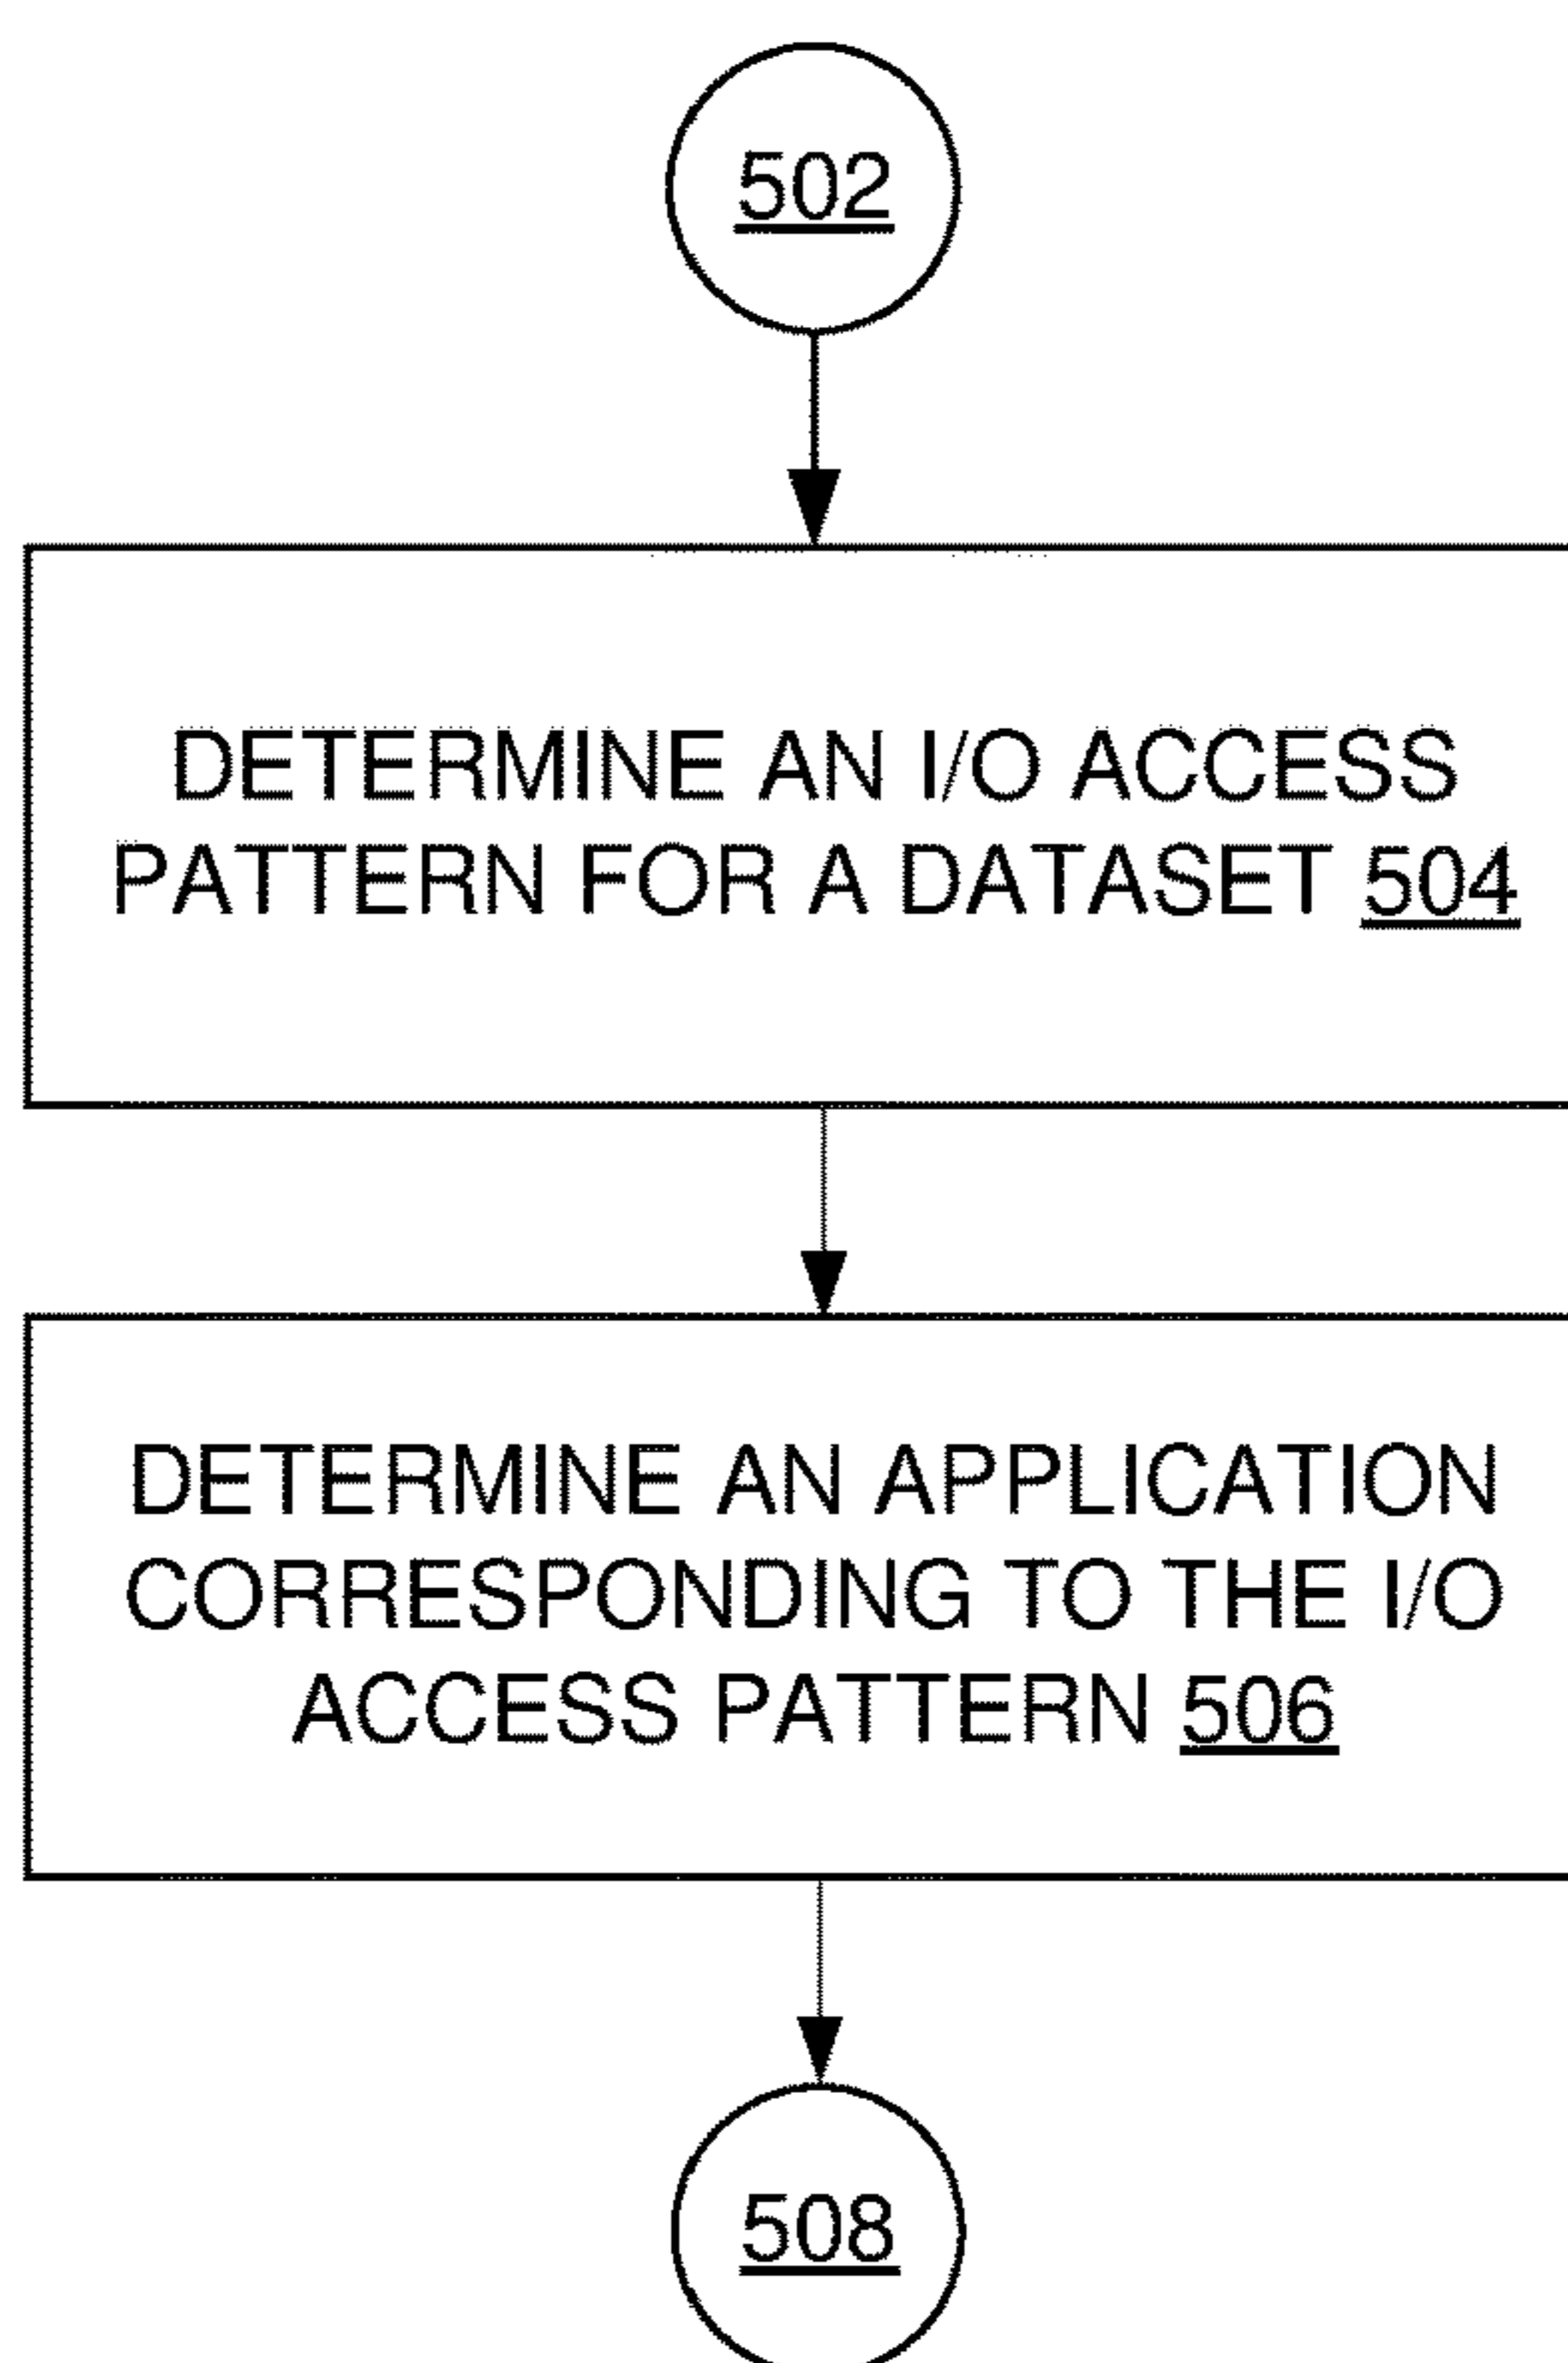 502
DETERMINE AN I/O ACCESS
PATTERN FOR A DATASET 504
DETERMINE AN APPLICATION
CORRESPONDING TO THE I/O
ACCESS PATTERN 506
508